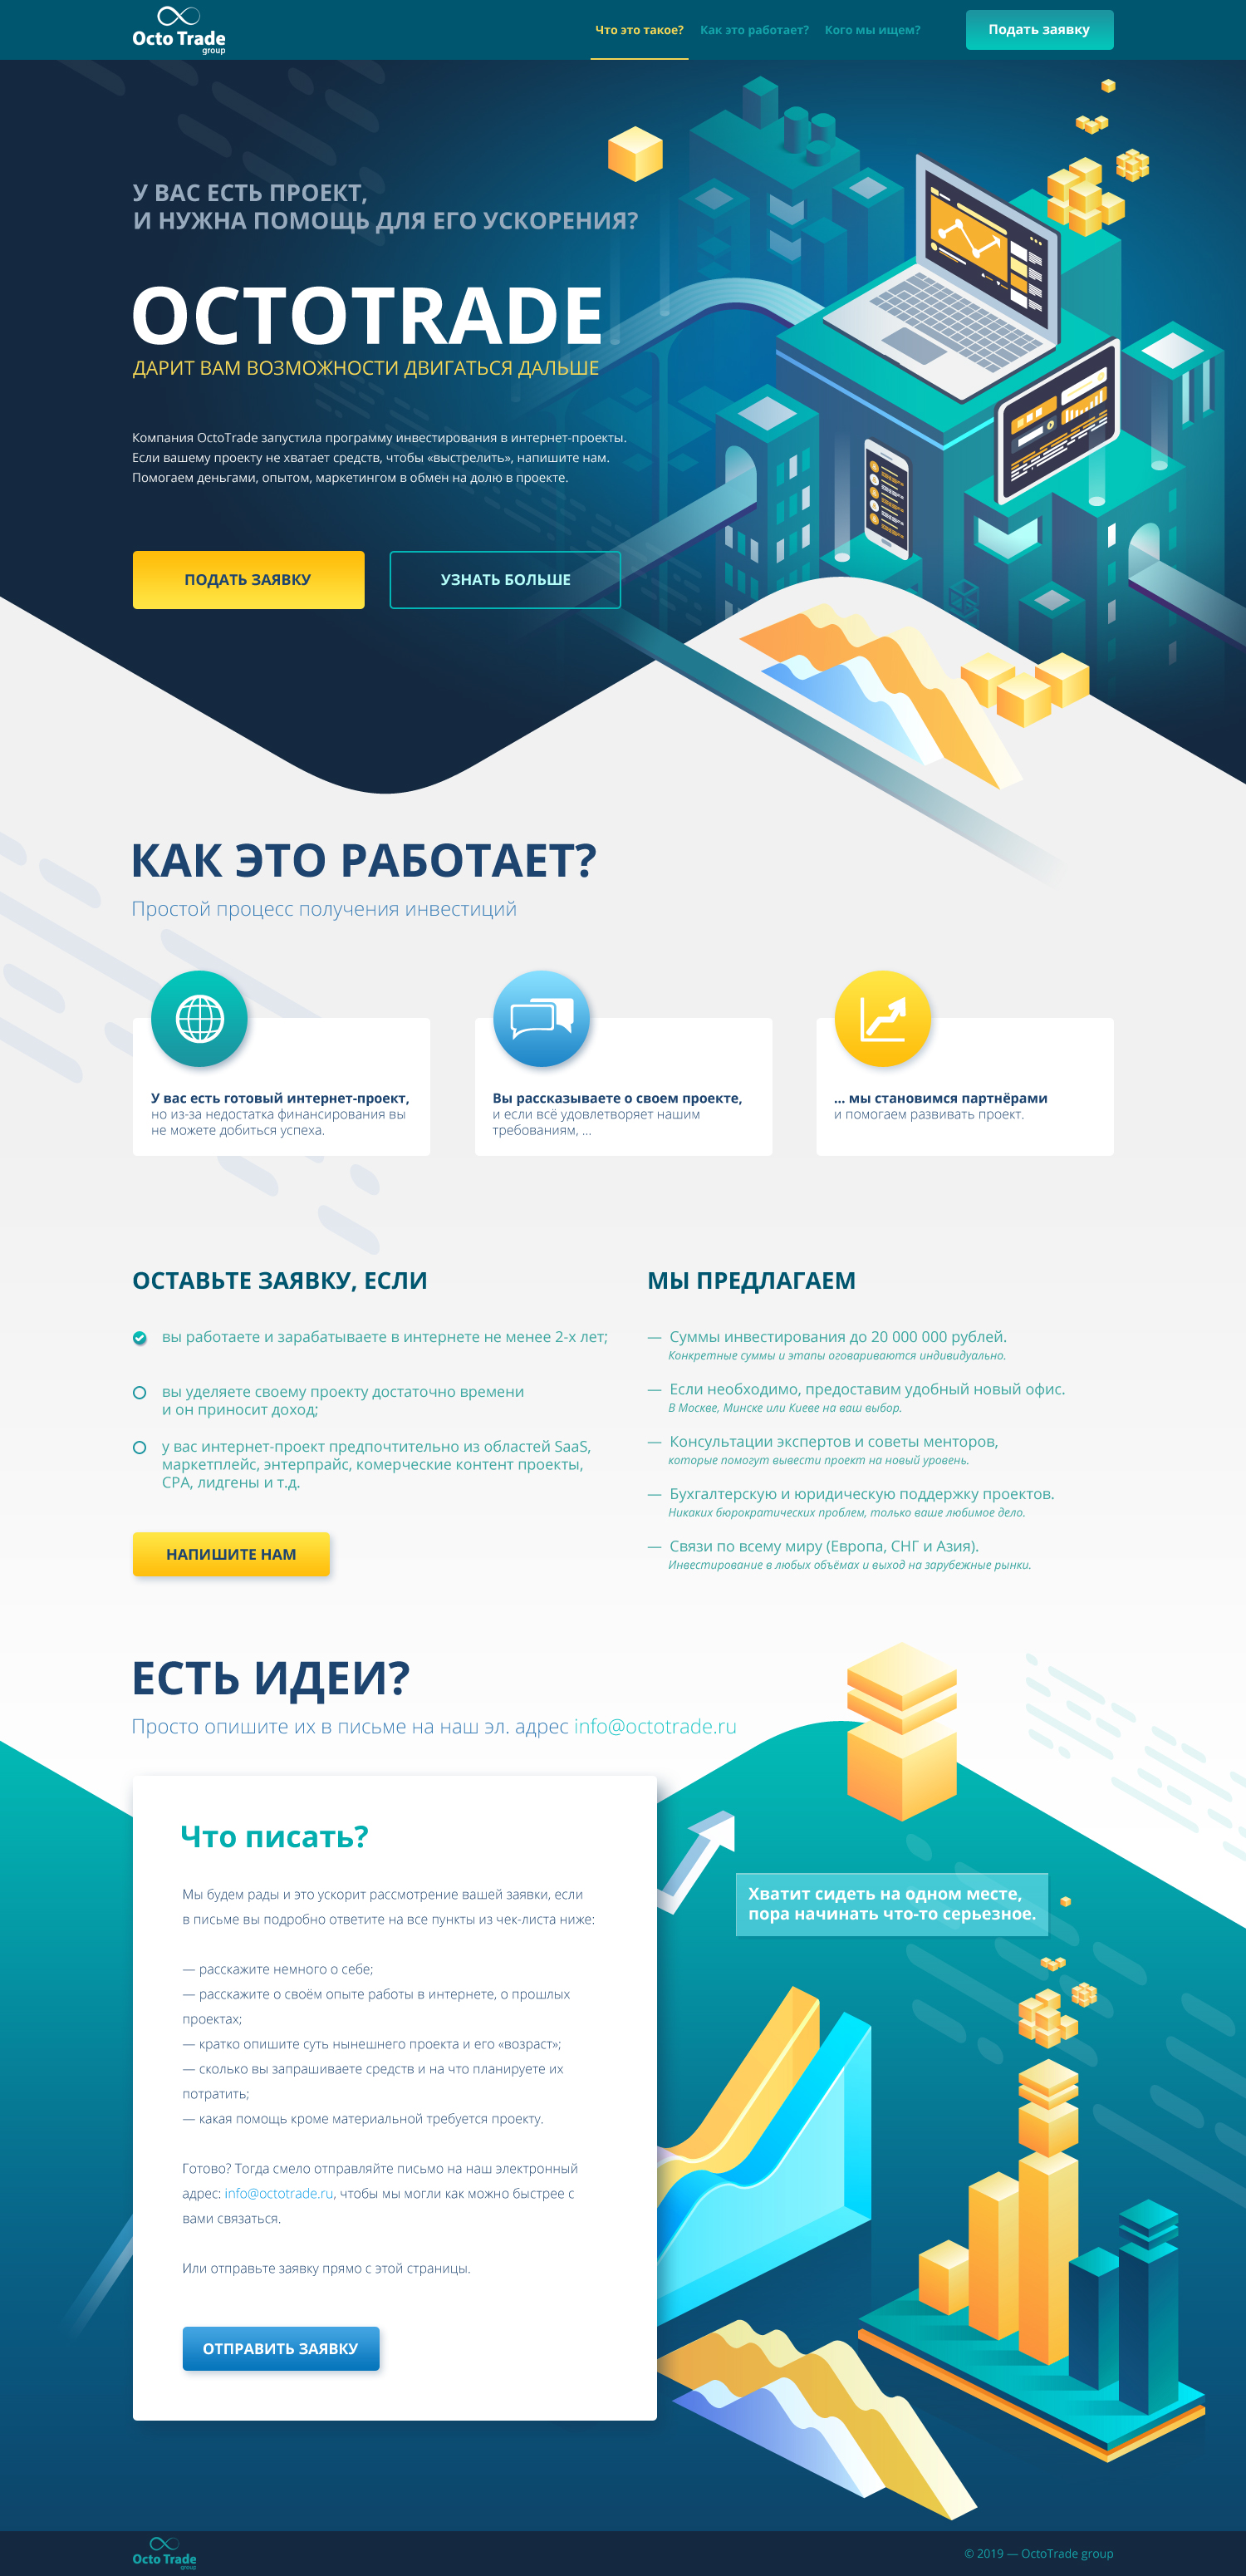 Octo Trade
group
Что это такое? Как это работает? Кого мы ищем? Подать заявку
У ВАС ЕСТЬ ПРОЕКТ,
И НУЖНА ПОМОЩЬ ДЛЯ ЕГО УСКОРЕНИЯ?
OCTOTRADE
ДАРИТ ВАМ ВОЗМОЖНОСТИ ДВИГАТЬСЯ ДАЛЬШЕ
Компания OctoTrade запустила программу инвестирования в интернет-проекты.
Если вашему проекту не хватает средств, чтобы «выстрелить», напишите нам.
Помогаем деньгами, опытом, маркетингом в обмен на долю в проекте.
ПОДАТЬ ЗАЯВКУ
УЗНАТЬ БОЛЬШЕ
КАК ЭТО РАБОТАЕТ?
Простой процесс получения инвестиций
У вас есть готовый интернет-проект,
но из-за недостатка финансирования вы
не можете добиться успеха.
Вы рассказываете о своем проекте,
и если всё удовлетворяет нашим
требованиям, ...
... мы становимся партнёрами
и помогаем развивать проект.
ОСТАВЬТЕ ЗАЯВКУ, ЕСЛИ
вы работаете и зарабатываете в интернете не менее 2-х лет;
вы уделяете своему проекту достаточно времени
и он приносит доход;
у вас интернет-проект предпочтительно из областей SaaS,
маркетплейс, энтерпрайс, комерческие контент проекты,
CPA, лидгены и т.д.
НАПИШИТЕ НАМ
МЫ ПРЕДЛАГАЕМ
— Суммы инвестирования до 20 000 000 рублей.
Конкретные суммы и этапы оговариваются индивидуально.
— Если необходимо, предоставим удобный новый офис.
В Москве, Минске или Киеве на ваш выбор.
— Консультации экспертов и советы менторов,
которые помогут вывести проект на новый уровень.
— Бухгалтерскую и юридическую поддержку проектов.
Никаких бюрократических проблем, только ваше любимое дело.
— Связи по всему миру (Европа, СНГ и Азия).
Инвестирование в любых объёмах и выход на зарубежные рынки.
ЕСТЬ ИДЕИ?
Просто опишите их в письме на наш эл. адрес info@octotrade.ru
Что писать?
Мы будем рады и это ускорит рассмотрение вашей заявки, если
в письме вы подробно ответите на все пункты из чек-листа ниже:
— расскажите немного о себе;
— расскажите о своём опыте работы в интернете, о прошлых
проектах;
— кратко опишите суть нынешнего проекта и его «возраст»;
— сколько вы запрашиваете средств и на что планируете их
потратить;
— какая помощь кроме материальной требуется проекту.
Готово? Тогда смело отправляйте письмо на наш электронный
адрес: info@octotrade.ru, чтобы мы могли как можно быстрее с
вами связаться.
Или отправьте заявку прямо с этой страницы.
ОТПРАВИТЬ ЗАЯВКУ
Хватит сидеть на одном месте,
пора начинать что-то серьезное.
Octo Trade
group
© 2019 — OctoTrade group